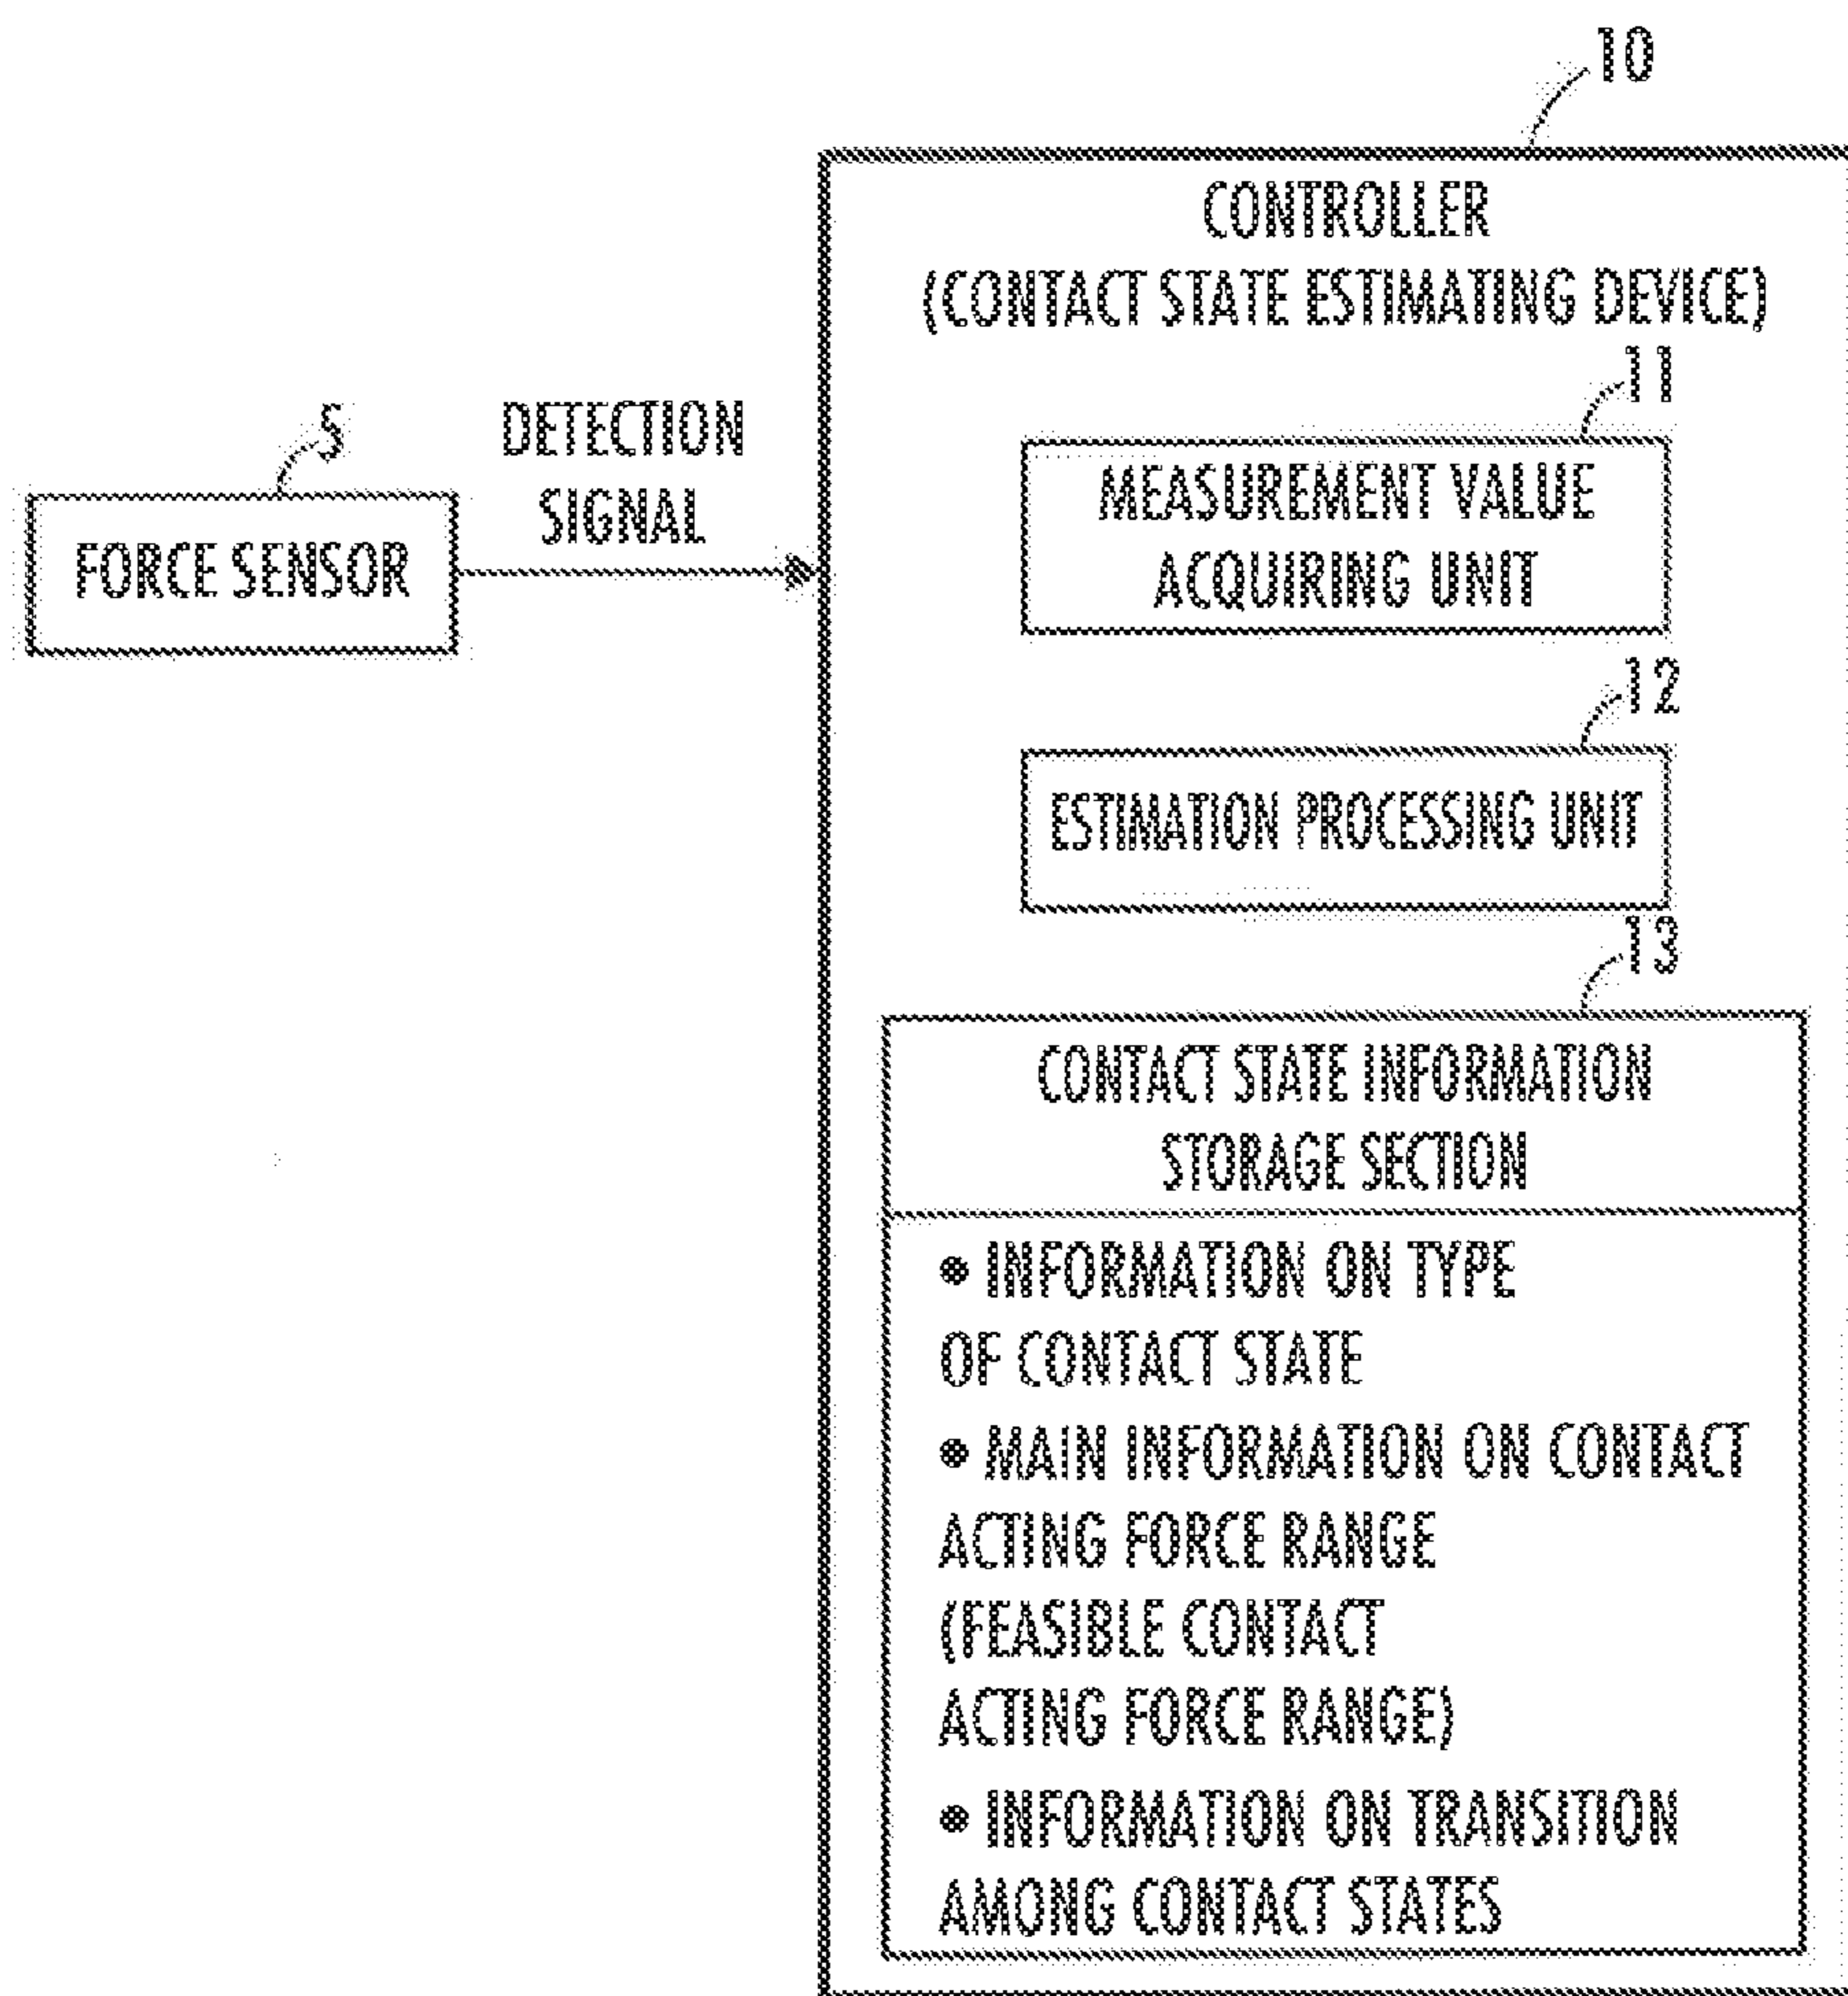 10
CONTROLLER
(CONTACT STATE ESTIMATING DEVICE)
11
S
DETECTION
SIGNAL
FORCE SENSOR
MEASUREMENT VALUE
ACQUIRING UNIT
12
ESTIMATION PROCESSING UNIT
13
CONTACT STATE INFORMATION
STORAGE SECTION
● INFORMATION ON TYPE
OF CONTACT STATE
● MAIN INFORMATION ON CONTACT
ACTING FORCE RANGE
(FEASIBLE CONTACT
ACTING FORCE RANGE)
● INFORMATION ON TRANSITION
AMONG CONTACT STATES